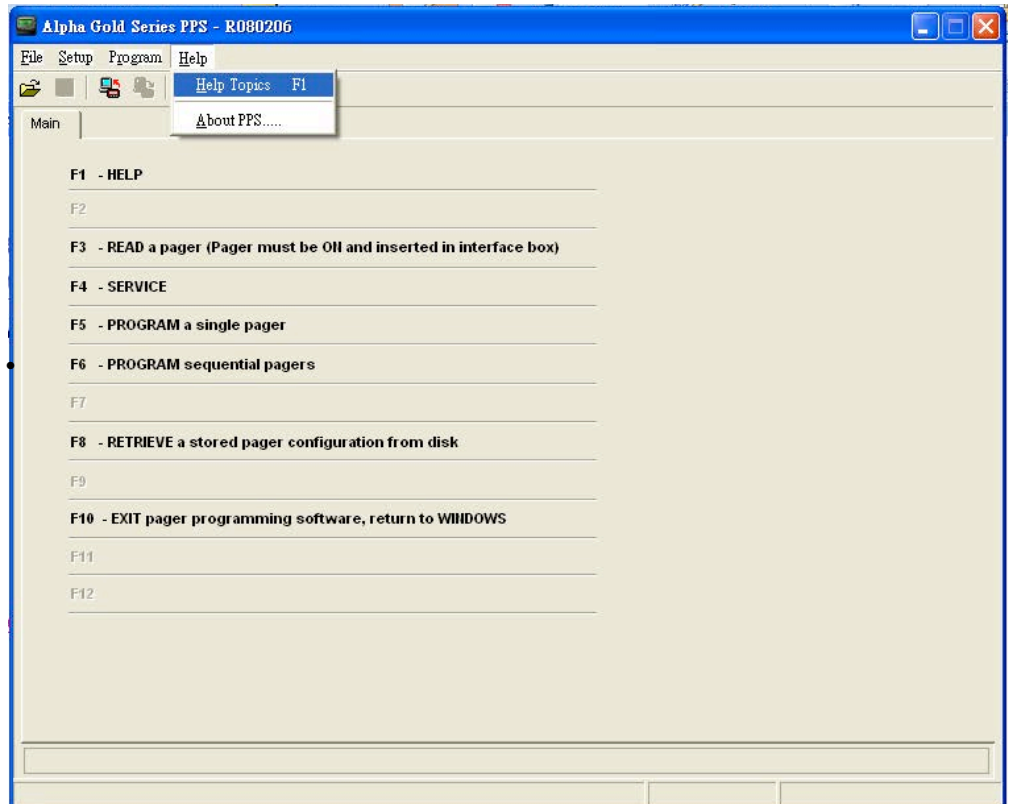 Alpha Gold Series PPS - R080206
File Setup Program Help
Help Topics F1
About PPS.....
Main
F1 - HELP
F2
F3 - READ a pager (Pager must be ON and inserted in interface box)
F4 - SERVICE
F5 - PROGRAM a single pager
F6 - PROGRAM sequential pagers
F7
F8 - RETRIEVE a stored pager configuration from disk
F9
F10 - EXIT pager programming software, return to WINDOWS
F11
F12